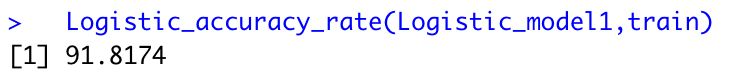 > Logistic_accuracy_rate(Logistic_model1,train)
[1] 91.8174